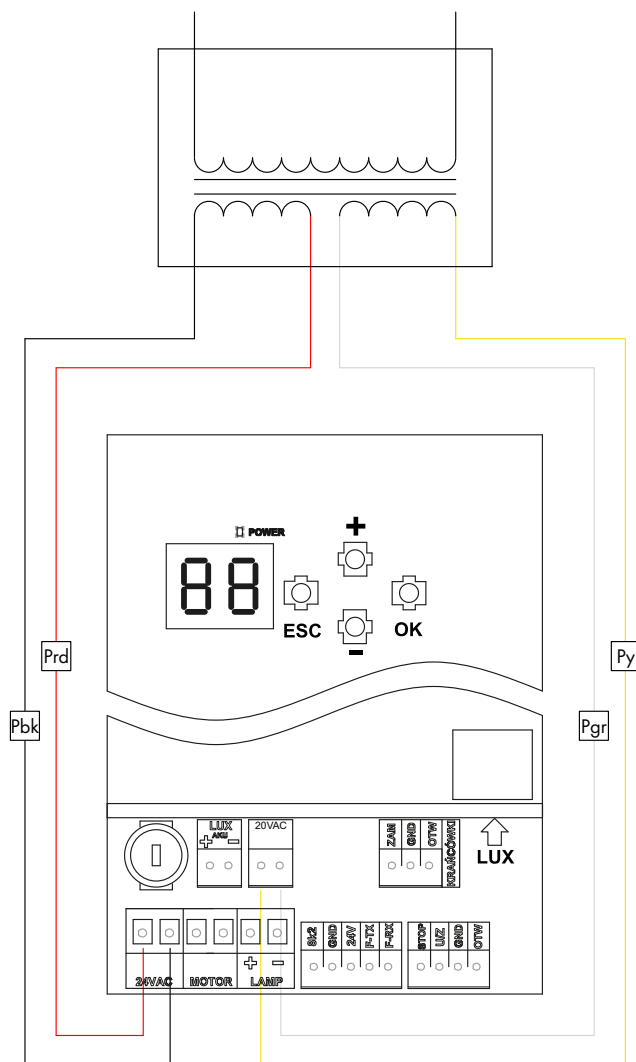 POWER
+
88
ESC
OK
-
Prd
Py
Pbk
Pgr
LUX
AKU
+ -
20VAC
ZAM
GND
OTW
KRAŃCÓWKI
LUX
24VAC
MOTOR
+ -
LAMP
Sk2
GND
24V
F-TX
F-RX
STOP
U/Z
GND
OTW